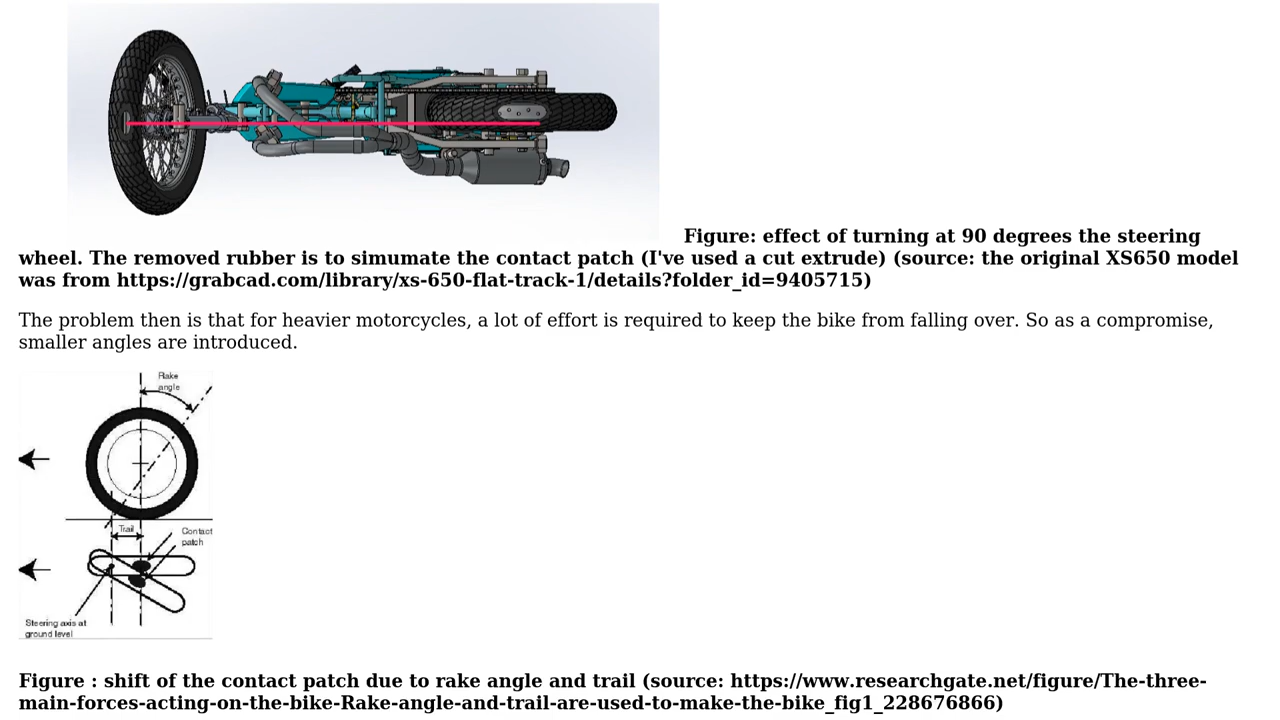 Figure: effect of turning at 90 degrees the steering
wheel. The removed rubber is to simumate the contact patch (I've used a cut extrude) (source: the original XS650 model
was from https://grabcad.com/library/xs-650-flat-track-1/details?folder_id=9405715)
The problem then is that for heavier motorcycles, a lot of effort is required to keep the bike from falling over. So as a compromise,
smaller angles are introduced.
Rake
angle
Trail
Contact
patch
Steering axis at
ground level
Figure : shift of the contact patch due to rake angle and trail (source: https://www.researchgate.net/figure/The-three-
main-forces-acting-on-the-bike-Rake-angle-and-trail-are-used-to-make-the-bike_fig1_228676866)